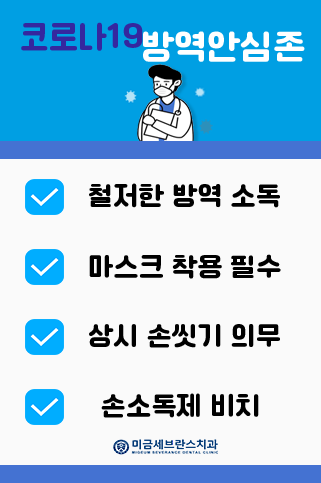 코로나19 방역안심존
철저한 방역 소독
마스크 착용 필수
상시 손씻기 의무
손소독제 비치
미금세브란스치과
MIGEUM SEVERANCE DENTAL CLINIC